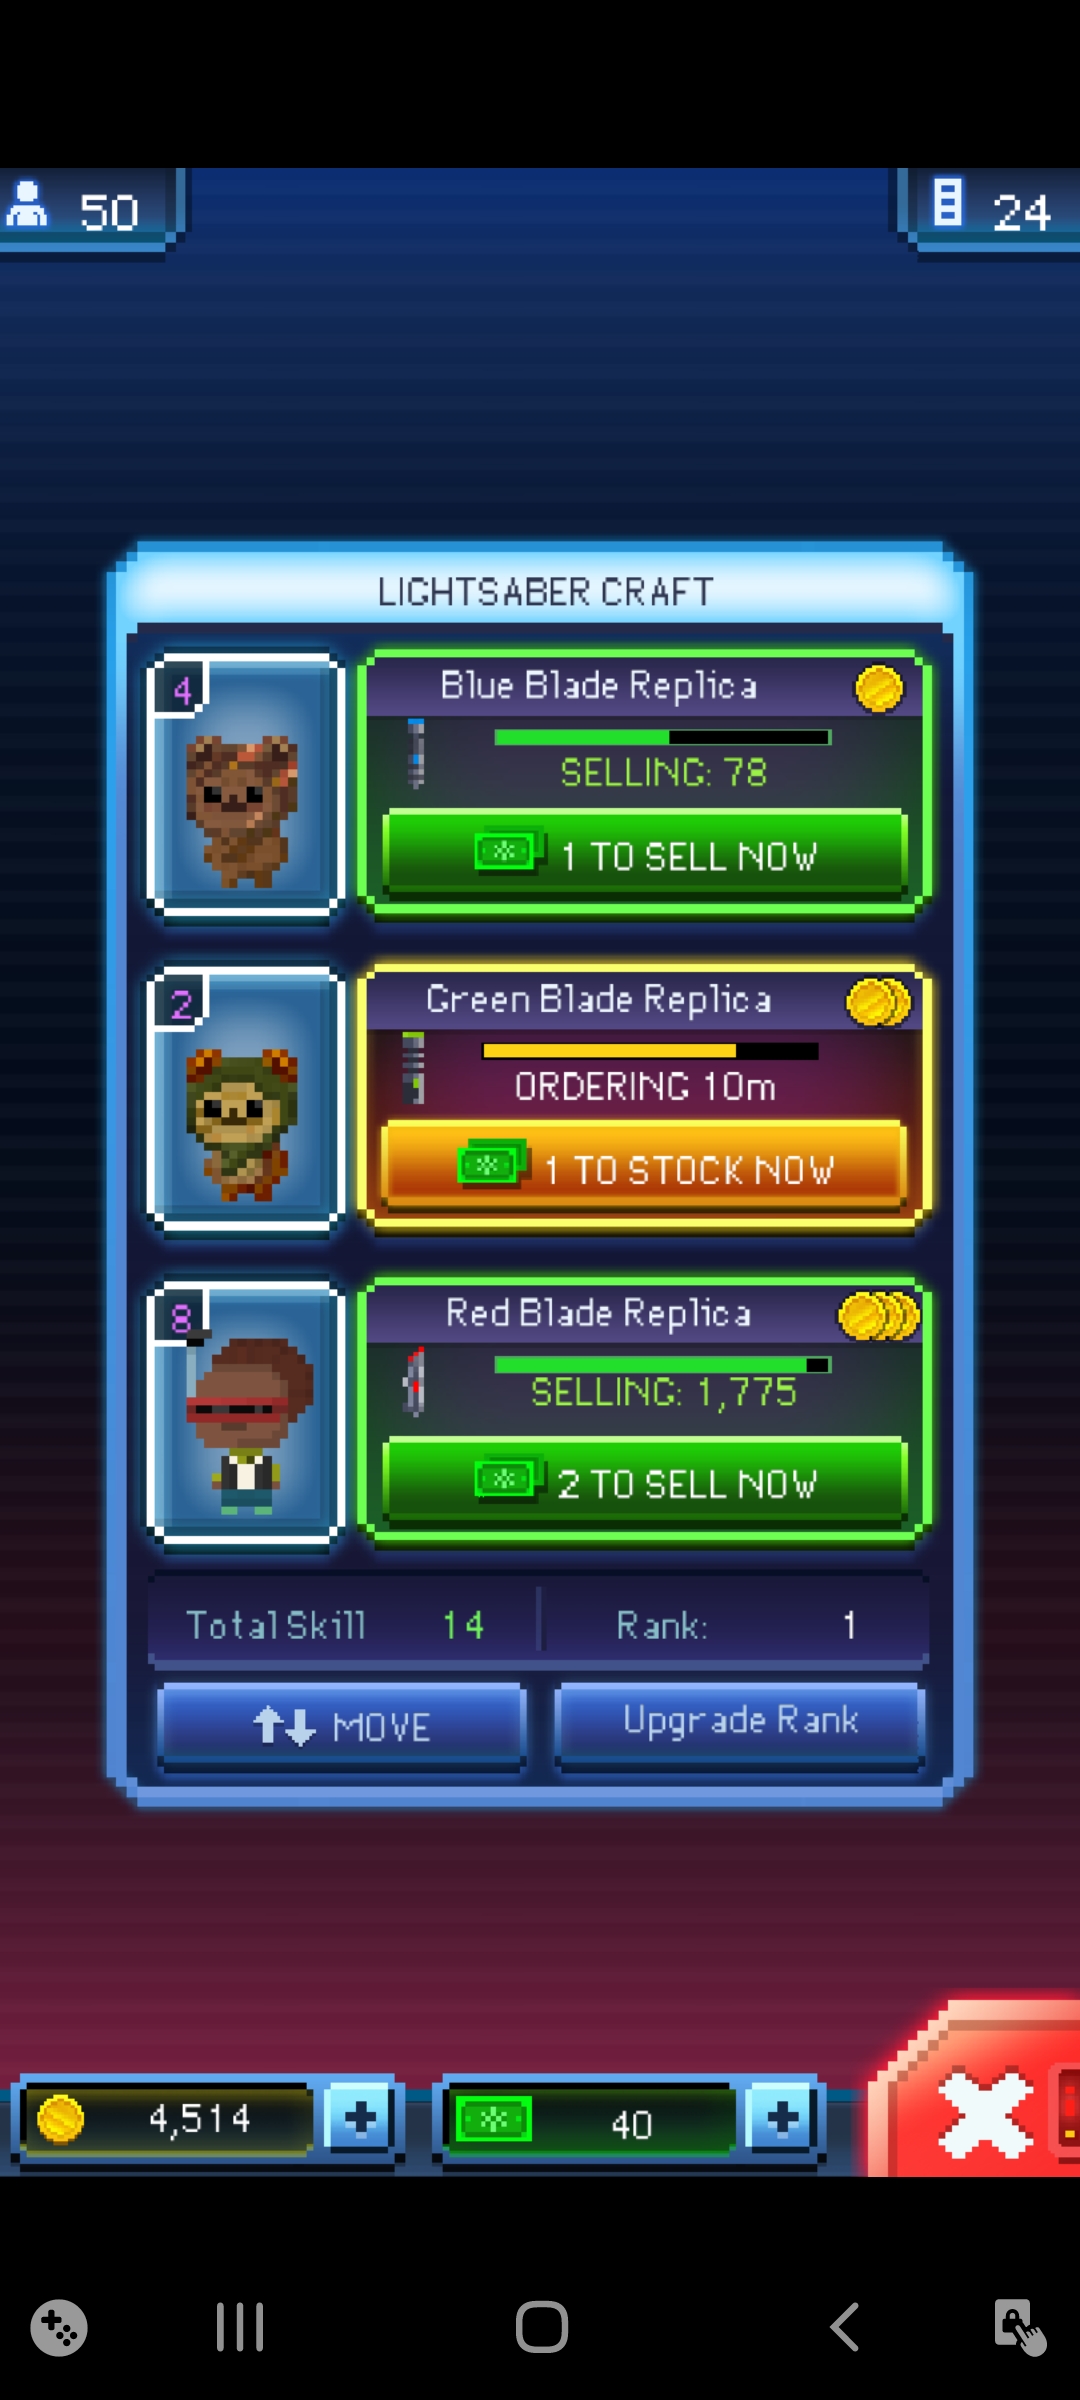 50
24
LIGHTSABER CRAFT
4
Blue Blade Replica
SELLING: 78
1 TO SELL NOW
2
Green Blade Replica
ORDERING 10m
1 TO STOCK NOW
8
Red Blade Replica
SELLING: 1,775
2 TO SELL NOW
Total Skill 14 Rank: 1
MOVE Upgrade Rank
4,514 + 40 +